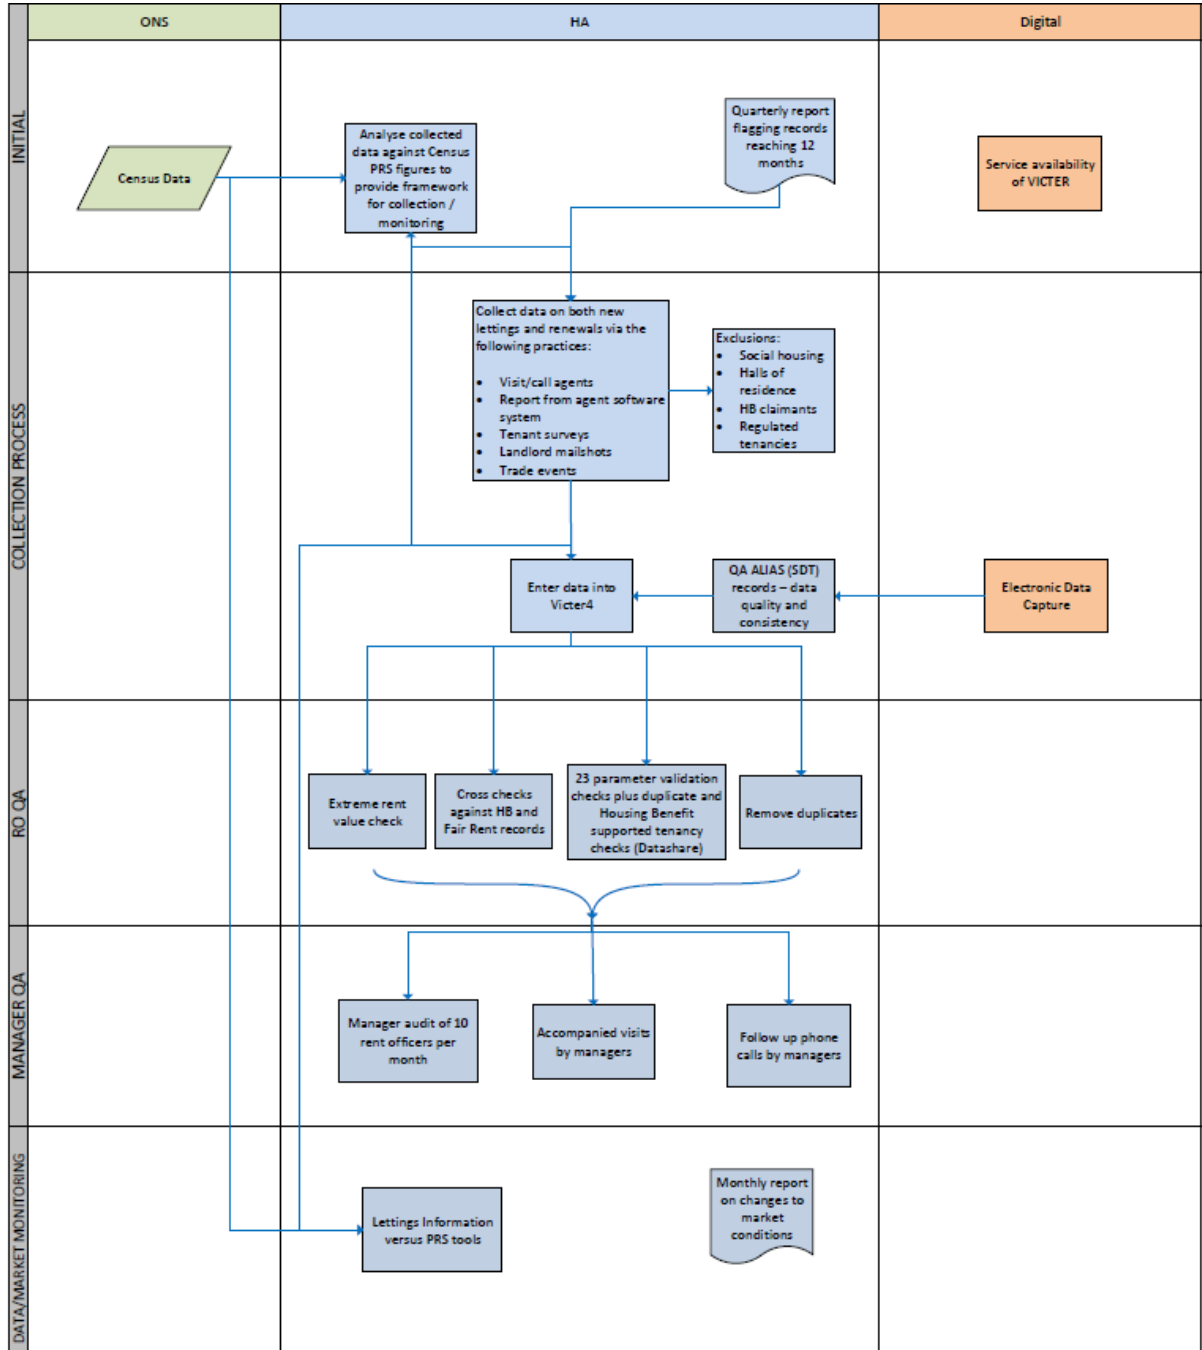 ONS
HA
Digital
INITIAL
Census Data
Analyse collected
data against Census
PRS figures to
provide framework
for collection /
monitoring
Quarterly report
flagging records
reaching 12
months
Service availability
of VICTER
COLLECTION PROCESS
Collect data on both new
lettings and renewals via the
following practices:
• Visit/call agents
• Report from agent software
system
• Tenant surveys
• Landlord mailshots
• Trade events
Exclusions:
• Social housing
• Halls of
residence
• HB claimants
• Regulated
tenancies
Enter data into
Victer4
QA ALIAS (SDT)
records – data
quality and
consistency
Electronic Data
Capture
RO QA
Extreme rent
value check
Cross checks
against HB and
Fair Rent records
23 parameter validation
checks plus duplicate and
Housing Benefit
supported tenancy
checks (Datashare)
Remove duplicates
MANAGER QA
Manager audit of 10
rent officers per
month
Accompanied visits
by managers
Follow up phone
calls by managers
DATA/MARKET MONITORING
Lettings Information
versus PRS tools
Monthly report
on changes to
market
conditions